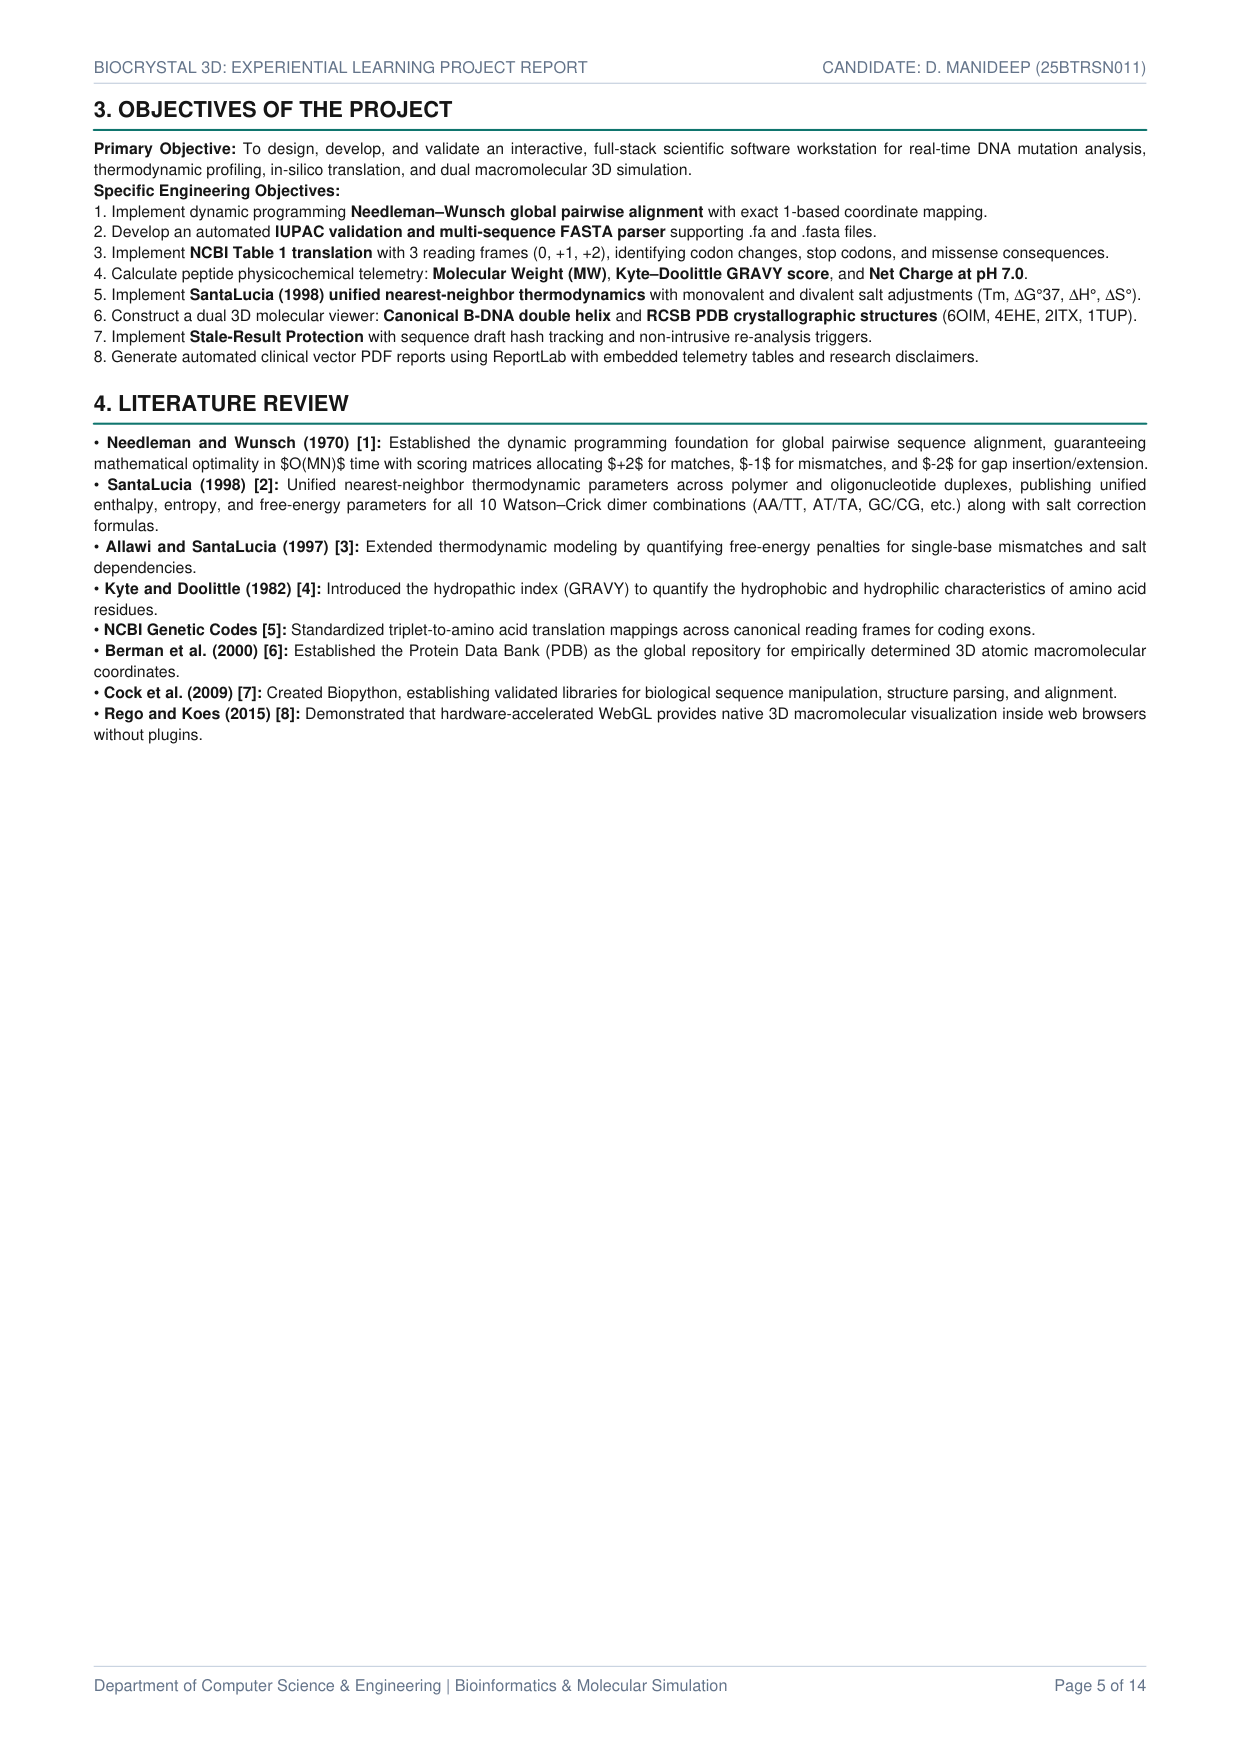 BIOCRYSTAL 3D: EXPERIENTIAL LEARNING PROJECT REPORT
CANDIDATE: D. MANIDEEP (25BTRSN011)
3. OBJECTIVES OF THE PROJECT
Primary Objective: To design, develop, and validate an interactive, full-stack scientific software workstation for real-time DNA mutation analysis,
thermodynamic profiling, in-silico translation, and dual macromolecular 3D simulation.
Specific Engineering Objectives:
1. Implement dynamic programming Needleman–Wunsch global pairwise alignment with exact 1-based coordinate mapping.
2. Develop an automated IUPAC validation and multi-sequence FASTA parser supporting .fa and .fasta files.
3. Implement NCBI Table 1 translation with 3 reading frames (0, +1, +2), identifying codon changes, stop codons, and missense consequences.
4. Calculate peptide physicochemical telemetry: Molecular Weight (MW), Kyte–Doolittle GRAVY score, and Net Charge at pH 7.0.
5. Implement SantaLucia (1998) unified nearest-neighbor thermodynamics with monovalent and divalent salt adjustments (Tm, ΔG°37, ΔH°, ΔS°).
6. Construct a dual 3D molecular viewer: Canonical B-DNA double helix and RCSB PDB crystallographic structures (6OIM, 4EHE, 2ITX, 1TUP).
7. Implement Stale-Result Protection with sequence draft hash tracking and non-intrusive re-analysis triggers.
8. Generate automated clinical vector PDF reports using ReportLab with embedded telemetry tables and research disclaimers.
4. LITERATURE REVIEW
• Needleman and Wunsch (1970) [1]: Established the dynamic programming foundation for global pairwise sequence alignment, guaranteeing
mathematical optimality in $O(MN)$ time with scoring matrices allocating $+2$ for matches, $-1$ for mismatches, and $-2$ for gap insertion/extension.
• SantaLucia (1998) [2]: Unified nearest-neighbor thermodynamic parameters across polymer and oligonucleotide duplexes, publishing unified
enthalpy, entropy, and free-energy parameters for all 10 Watson–Crick dimer combinations (AA/TT, AT/TA, GC/CG, etc.) along with salt correction
formulas.
• Allawi and SantaLucia (1997) [3]: Extended thermodynamic modeling by quantifying free-energy penalties for single-base mismatches and salt
dependencies.
• Kyte and Doolittle (1982) [4]: Introduced the hydropathic index (GRAVY) to quantify the hydrophobic and hydrophilic characteristics of amino acid
residues.
• NCBI Genetic Codes [5]: Standardized triplet-to-amino acid translation mappings across canonical reading frames for coding exons.
• Berman et al. (2000) [6]: Established the Protein Data Bank (PDB) as the global repository for empirically determined 3D atomic macromolecular
coordinates.
• Cock et al. (2009) [7]: Created Biopython, establishing validated libraries for biological sequence manipulation, structure parsing, and alignment.
• Rego and Koes (2015) [8]: Demonstrated that hardware-accelerated WebGL provides native 3D macromolecular visualization inside web browsers
without plugins.
Department of Computer Science & Engineering | Bioinformatics & Molecular Simulation
Page 5 of 14